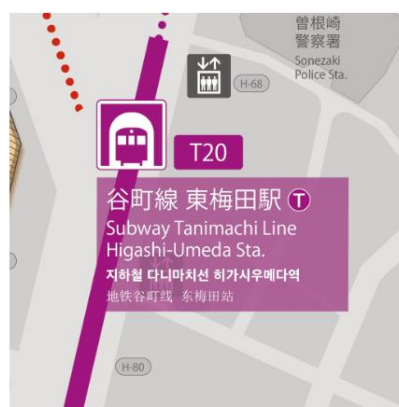 曽根崎
警察署
Sonezaki
Police Sta.
H-68
T20
谷町線 東梅田駅 T
Subway Tanimachi Line
Higashi-Umeda Sta.
지하철 다니마치선 히가시우메다역
地铁谷町线 东梅田站
H-80